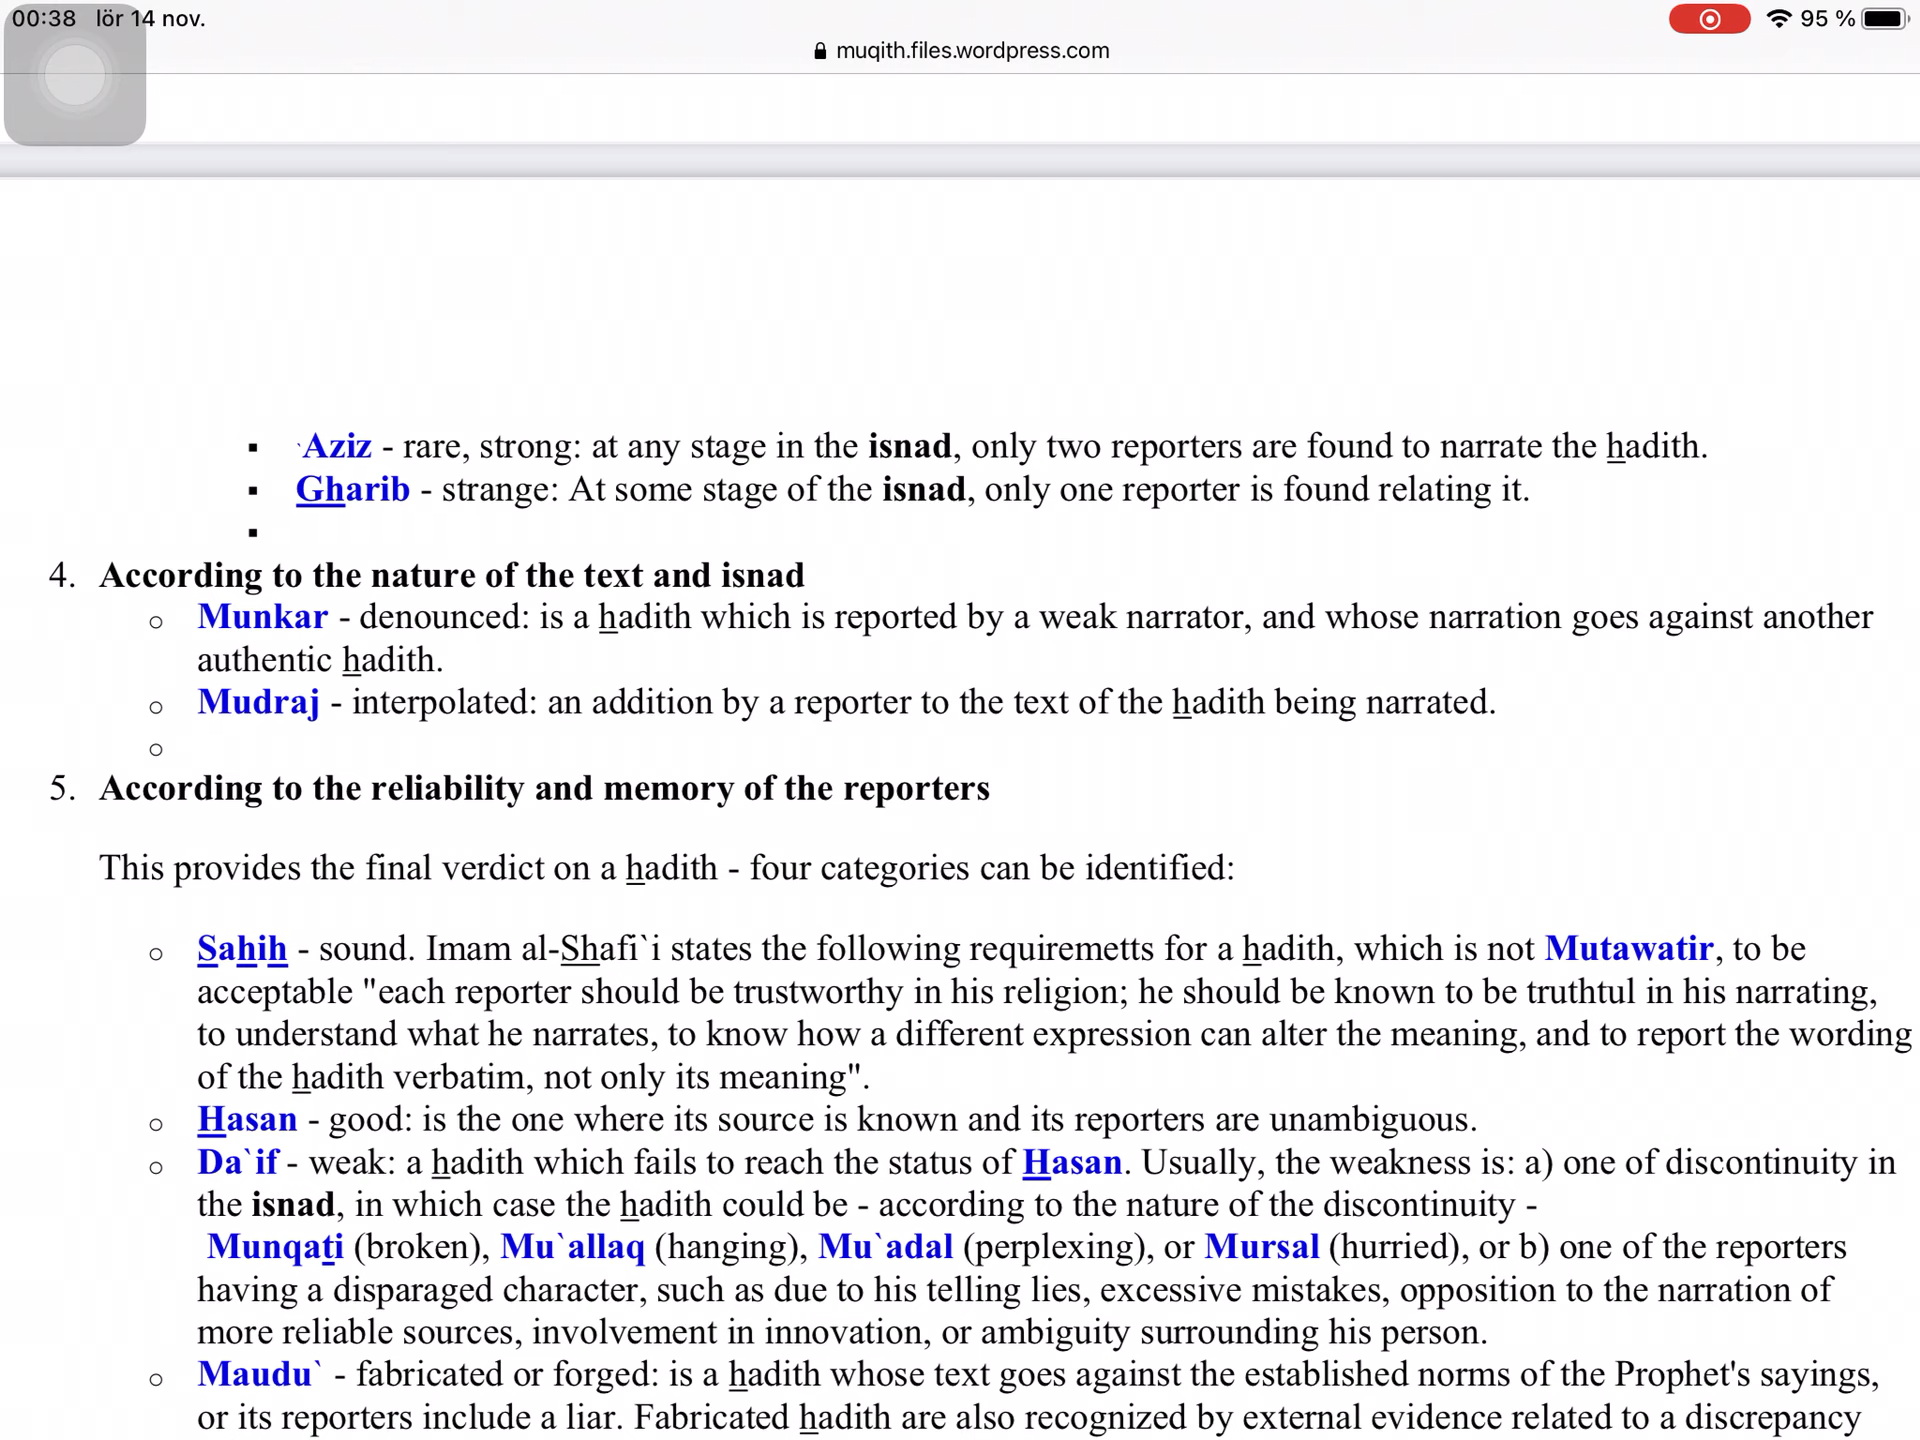 00:38 lör 14 nov.
95 %
muqith.files.wordpress.com
▪ `Aziz - rare, strong: at any stage in the isnad, only two reporters are found to narrate the hadith.
▪ Gharib - strange: At some stage of the isnad, only one reporter is found relating it.
▪
4. According to the nature of the text and isnad
○ Munkar - denounced: is a hadith which is reported by a weak narrator, and whose narration goes against another
authentic hadith.
○ Mudraj - interpolated: an addition by a reporter to the text of the hadith being narrated.
○
5. According to the reliability and memory of the reporters
This provides the final verdict on a hadith - four categories can be identified:
○ Sahih - sound. Imam al-Shafi`i states the following requiremetts for a hadith, which is not Mutawatir, to be
acceptable "each reporter should be trustworthy in his religion; he should be known to be truthtul in his narrating,
to understand what he narrates, to know how a different expression can alter the meaning, and to report the wording
of the hadith verbatim, not only its meaning".
○ Hasan - good: is the one where its source is known and its reporters are unambiguous.
○ Da`if - weak: a hadith which fails to reach the status of Hasan. Usually, the weakness is: a) one of discontinuity in
the isnad, in which case the hadith could be - according to the nature of the discontinuity -
Munqati (broken), Mu`allaq (hanging), Mu`adal (perplexing), or Mursal (hurried), or b) one of the reporters
having a disparaged character, such as due to his telling lies, excessive mistakes, opposition to the narration of
more reliable sources, involvement in innovation, or ambiguity surrounding his person.
○ Maudu` - fabricated or forged: is a hadith whose text goes against the established norms of the Prophet's sayings,
or its reporters include a liar. Fabricated hadith are also recognized by external evidence related to a discrepancy